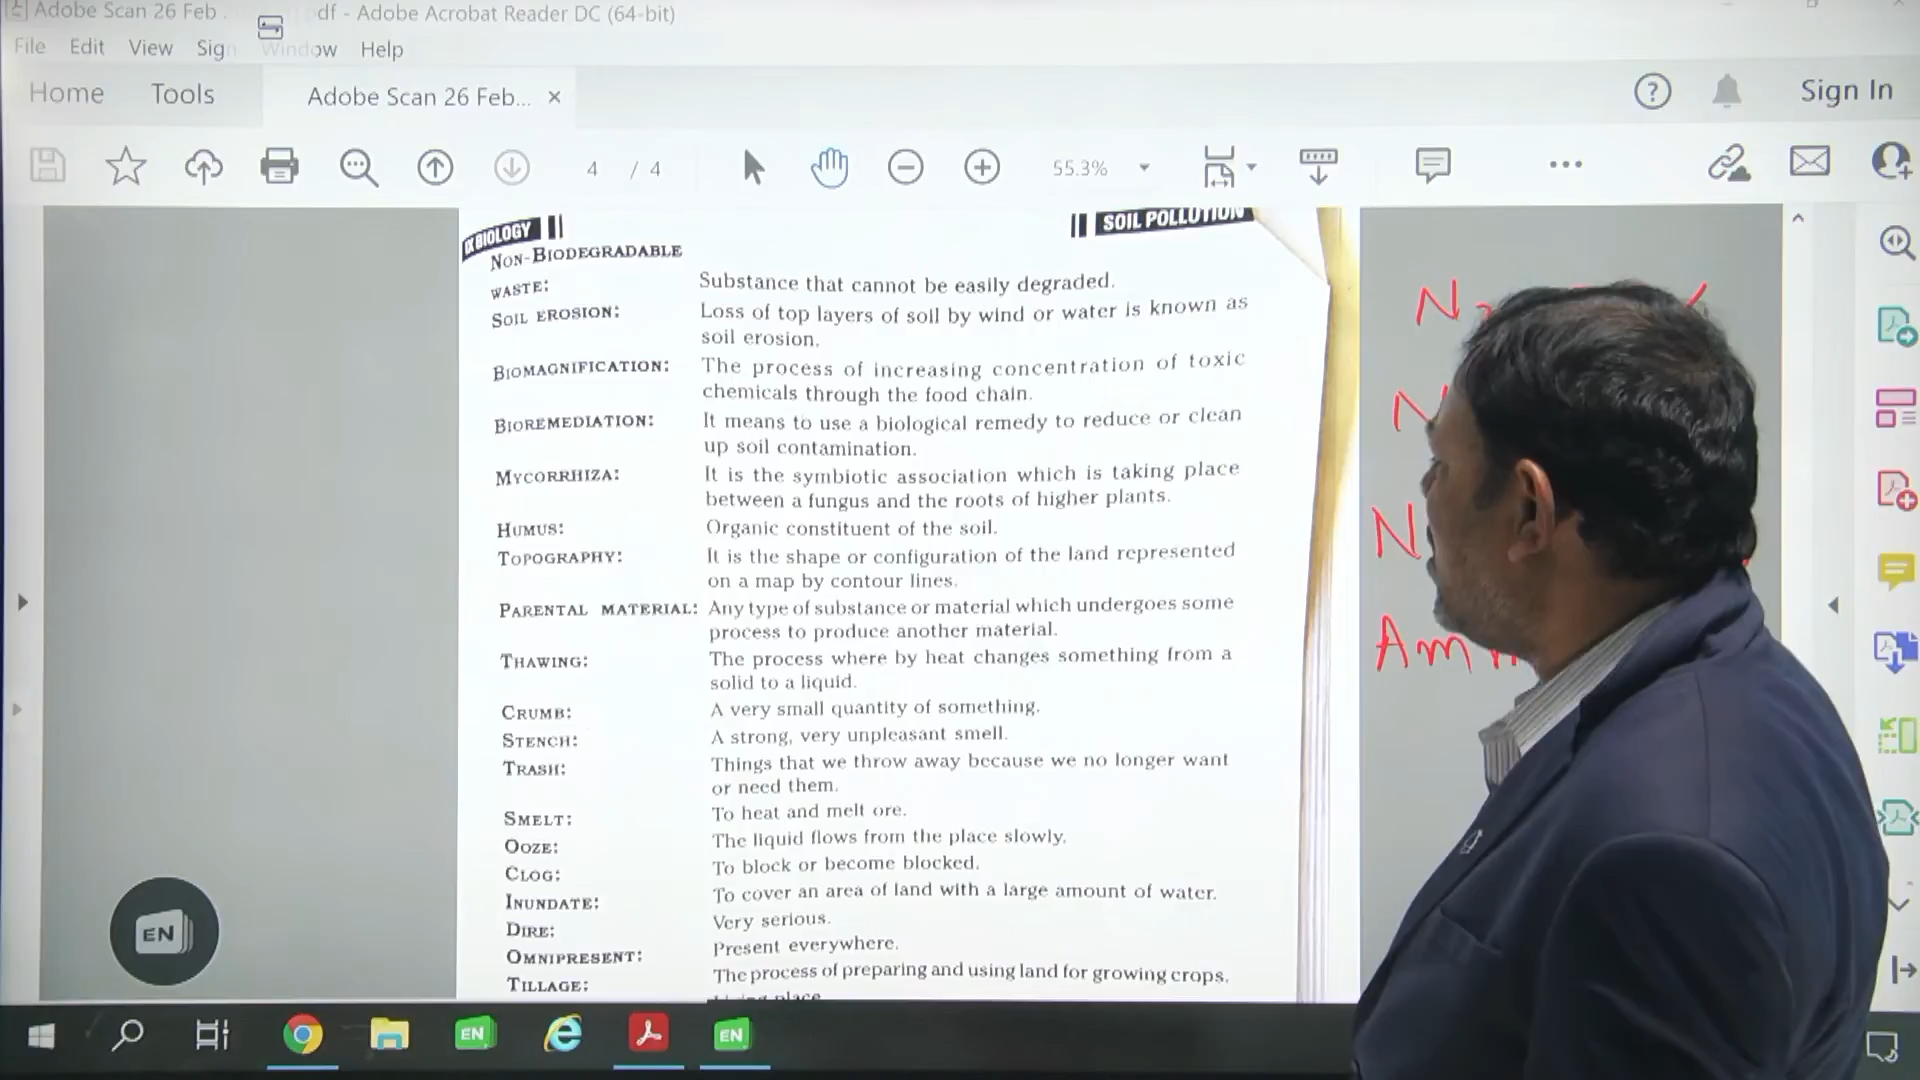 Adobe Scan 26 Feb
df - Adobe Acrobat Reader DC (64-bit)
File Edit View Sign Window Help
Home Tools Adobe Scan 26 Feb... × Sign In
4 / 4 55.3%
IX BIOLOGY SOIL POLLUTION
NON-BIODEGRADABLE
WASTE: Substance that cannot be easily degraded.
SOIL EROSION: Loss of top layers of soil by wind or water is known as
soil erosion.
BIOMAGNIFICATION: The process of increasing concentration of toxic
chemicals through the food chain.
BIOREMEDIATION: It means to use a biological remedy to reduce or clean
up soil contamination.
MYCORRHIZA: It is the symbiotic association which is taking place
between a fungus and the roots of higher plants.
HUMUS: Organic constituent of the soil.
TOPOGRAPHY: It is the shape or configuration of the land represented
on a map by contour lines.
PARENTAL MATERIAL: Any type of substance or material which undergoes some
process to produce another material.
THAWING: The process where by heat changes something from a
solid to a liquid.
CRUMB: A very small quantity of something.
STENCH: A strong, very unpleasant smell.
TRASH: Things that we throw away because we no longer want
or need them.
SMELT: To heat and melt ore.
OOZE: The liquid flows from the place slowly.
CLOG: To block or become blocked.
INUNDATE: To cover an area of land with a large amount of water.
DIRE: Very serious.
OMNIPRESENT: Present everywhere.
TILLAGE: The process of preparing and using land for growing crops.
place
EN
EN EN